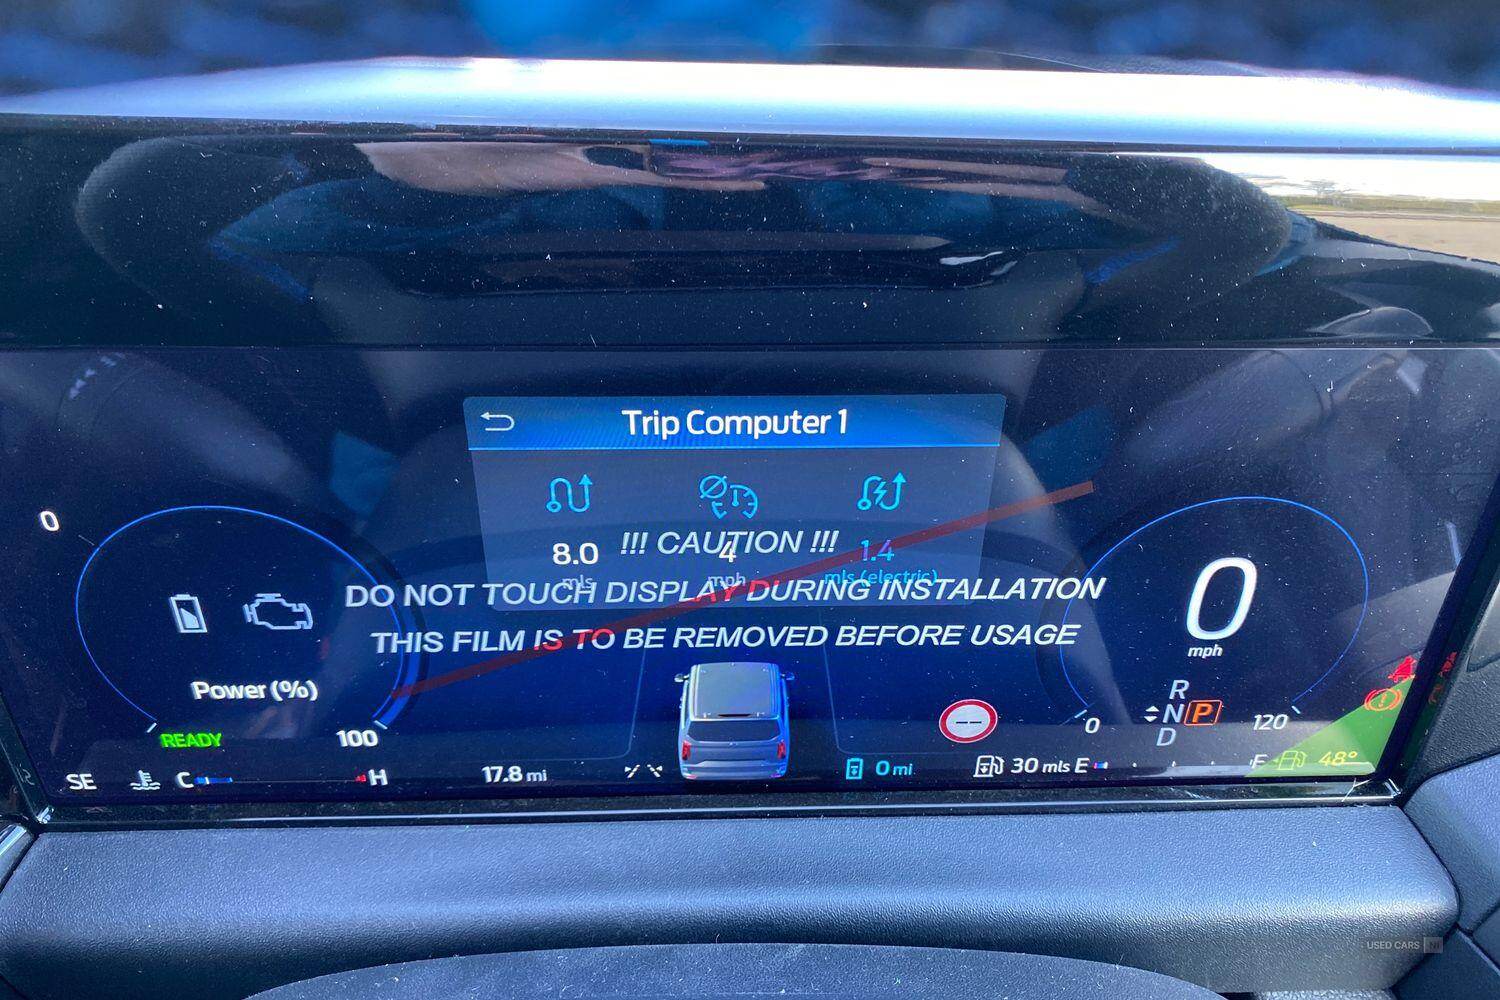 Trip Computer 1
!!! CAUTION !!!
8.0
mls
4
mph
1.4
mls (electric)
DO NOT TOUCH DISPLAY DURING INSTALLATION
THIS FILM IS TO BE REMOVED BEFORE USAGE
0
Power (%)
READY
100
0
mph
R
N P
D
0
120
SE
C
H
17.8 mi
--
0 mi
30 mls E
F
48°
USED CARS NI